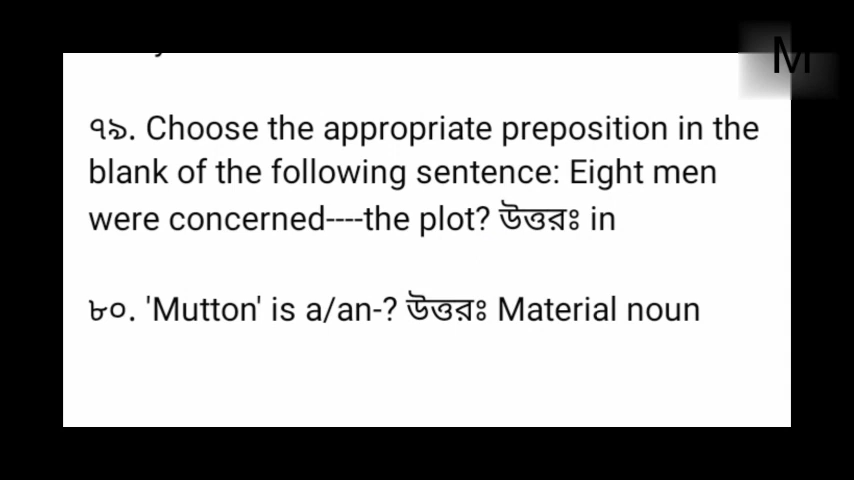 M
৭৯. Choose the appropriate preposition in the
blank of the following sentence: Eight men
were concerned----the plot? উত্তরঃ in
৮০. 'Mutton' is a/an-? উত্তরঃ Material noun